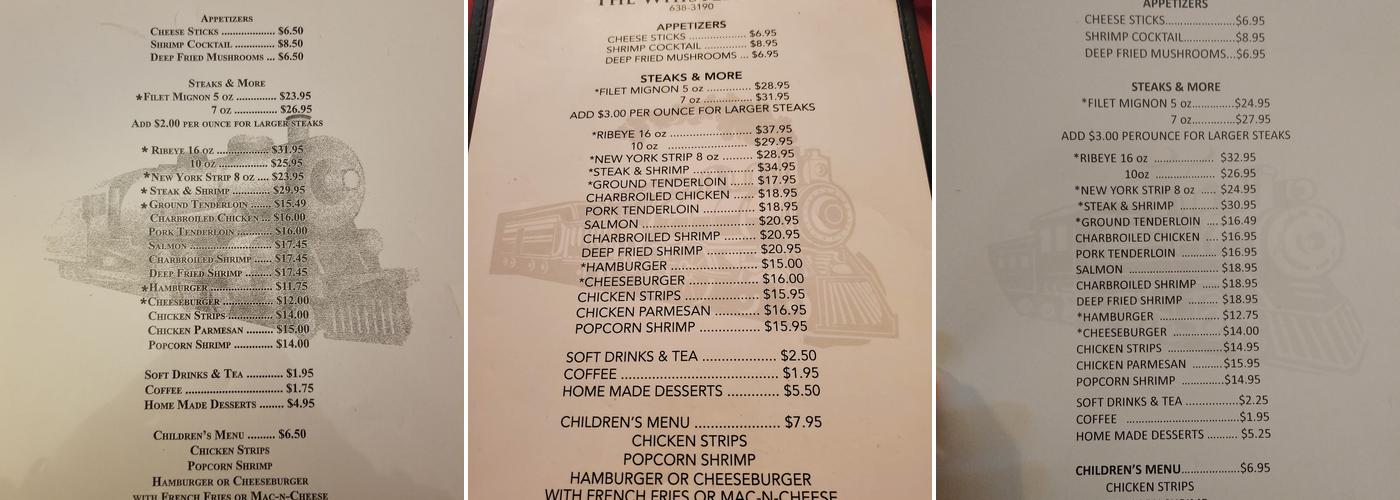 Appetizers
Cheese Sticks ................. $6.50
Shrimp Cocktail ............. $8.50
Deep Fried Mushrooms ... $6.50
Steaks & More
*Filet Mignon 5 oz ............. $23.95
7 oz ............. $26.95
Add $2.00 per ounce for larger steaks
* Ribeye 16 oz ................ $31.95
10 oz ............... $25.95
*New York Strip 8 oz ..... $23.95
* Steak & Shrimp ............ $29.95
*Ground Tenderloin ...... $15.49
Charbroiled Chicken ... $16.00
Pork Tenderloin .......... $16.00
Salmon ......................... $17.45
Charbroiled Shrimp ..... $17.45
Deep Fried Shrimp ....... $17.45
*Hamburger .................. $11.75
*Cheeseburger .............. $12.00
Chicken Strips ............. $14.00
Chicken Parmesan ........ $15.00
Popcorn Shrimp ........... $14.00
Soft Drinks & Tea ........... $1.95
Coffee ............................. $1.75
Home Made Desserts ....... $4.95
Children's Menu ......... $6.50
Chicken Strips
Popcorn Shrimp
Hamburger or Cheeseburger
with French Fries or Mac-n-Cheese
638-3190
APPETIZERS
CHEESE STICKS ................. $6.95
SHRIMP COCKTAIL ............ $8.95
DEEP FRIED MUSHROOMS ... $6.95
STEAKS & MORE
*FILET MIGNON 5 oz ............ $28.95
7 oz ............. $31.95
ADD $3.00 PER OUNCE FOR LARGER STEAKS
*RIBEYE 16 oz ..................... $37.95
10 oz ................... $29.95
*NEW YORK STRIP 8 oz ........ $28.95
*STEAK & SHRIMP .............. $34.95
*GROUND TENDERLOIN ...... $17.95
CHARBROILED CHICKEN ..... $18.95
PORK TENDERLOIN ............. $18.95
SALMON ............................. $20.95
CHARBROILED SHRIMP ........ $20.95
DEEP FRIED SHRIMP ........... $20.95
*HAMBURGER .................... $15.00
*CHEESEBURGER ................ $16.00
CHICKEN STRIPS ................. $15.95
CHICKEN PARMESAN .......... $16.95
POPCORN SHRIMP .............. $15.95
SOFT DRINKS & TEA ................. $2.50
COFFEE .................................... $1.95
HOME MADE DESSERTS ........... $5.50
CHILDREN'S MENU ................... $7.95
CHICKEN STRIPS
POPCORN SHRIMP
HAMBURGER OR CHEESEBURGER
WITH FRENCH FRIES OR MAC-N-CHEESE
APPETIZERS
CHEESE STICKS......................$6.95
SHRIMP COCKTAIL................$8.95
DEEP FRIED MUSHROOMS...$6.95
STEAKS & MORE
*FILET MIGNON 5 oz............$24.95
7 oz............$27.95
ADD $3.00 PEROUNCE FOR LARGER STEAKS
*RIBEYE 16 oz .................. $32.95
10oz ................. $26.95
*NEW YORK STRIP 8 oz ..... $24.95
*STEAK & SHRIMP ............ $30.95
*GROUND TENDERLOIN .... $16.49
CHARBROILED CHICKEN .... $16.95
PORK TENDERLOIN ............ $16.95
SALMON ........................... $18.95
CHARBROILED SHRIMP ...... $18.95
DEEP FRIED SHRIMP .......... $18.95
*HAMBURGER .................. $12.75
*CHEESEBURGER .............. $14.00
CHICKEN STRIPS ................$14.95
CHICKEN PARMESAN ..........$15.95
POPCORN SHRIMP .............$14.95
SOFT DRINKS & TEA .................$2.25
COFFEE ...................................$1.95
HOME MADE DESSERTS .......... $5.25
CHILDREN'S MENU......................$6.95
CHICKEN STRIPS